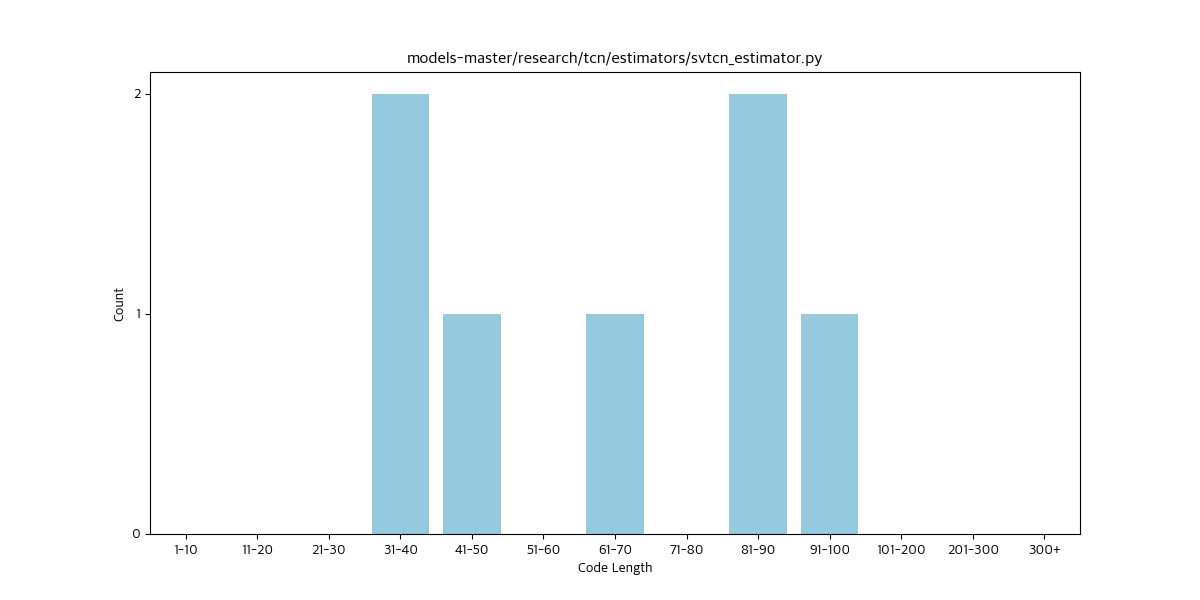 models-master/research/tcn/estimators/svtcn_estimator.py
2
1
0
Count
1-10 11-20 21-30 31-40 41-50 51-60 61-70 71-80 81-90 91-100 101-200 201-300 300+
Code Length